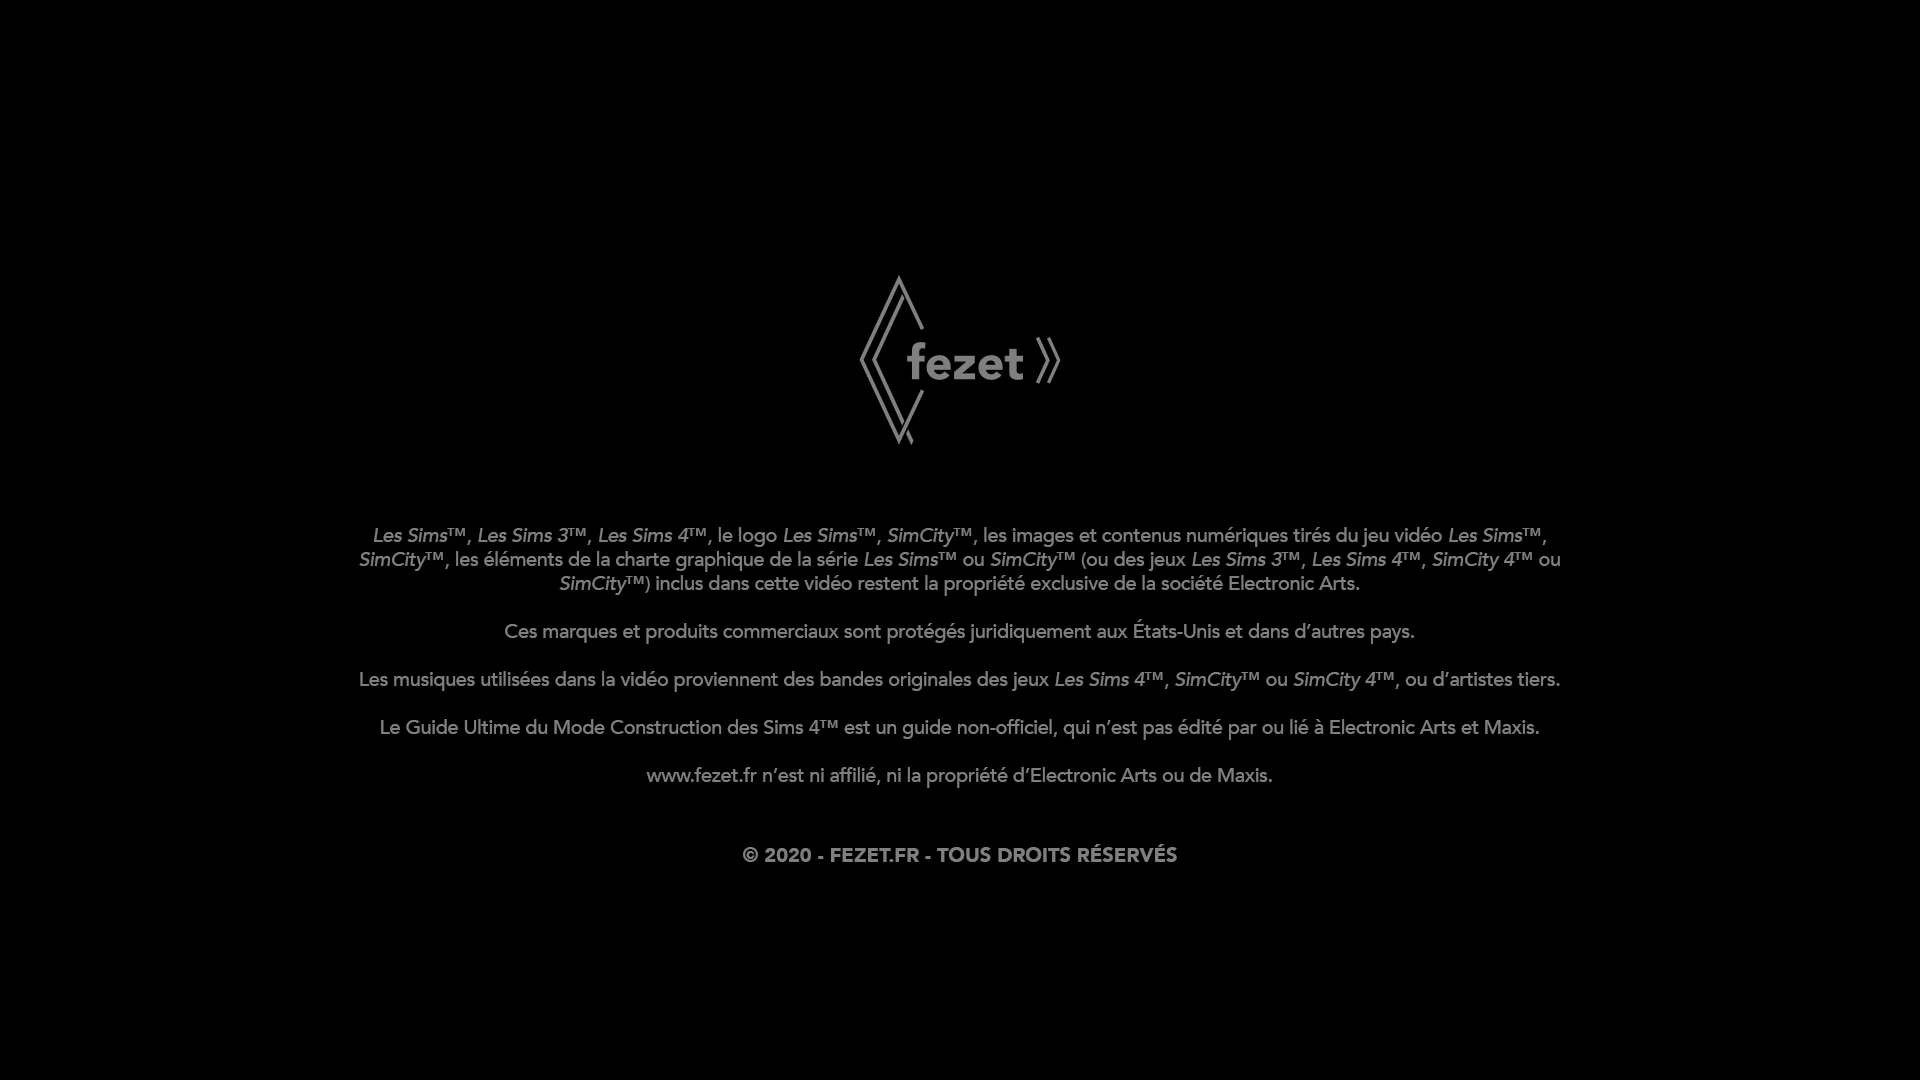 fezet
Les Sims™, Les Sims 3™, Les Sims 4™, le logo Les Sims™, SimCity™, les images et contenus numériques tirés du jeu vidéo Les Sims™,
SimCity™, les éléments de la charte graphique de la série Les Sims™ ou SimCity™ (ou des jeux Les Sims 3™, Les Sims 4™, SimCity 4™ ou
SimCity™) inclus dans cette vidéo restent la propriété exclusive de la société Electronic Arts.
Ces marques et produits commerciaux sont protégés juridiquement aux États-Unis et dans d’autres pays.
Les musiques utilisées dans la vidéo proviennent des bandes originales des jeux Les Sims 4™, SimCity™ ou SimCity 4™, ou d’artistes tiers.
Le Guide Ultime du Mode Construction des Sims 4™ est un guide non-officiel, qui n’est pas édité par ou lié à Electronic Arts et Maxis.
www.fezet.fr n’est ni affilié, ni la propriété d’Electronic Arts ou de Maxis.
© 2020 - FEZET.FR - TOUS DROITS RÉSERVÉS